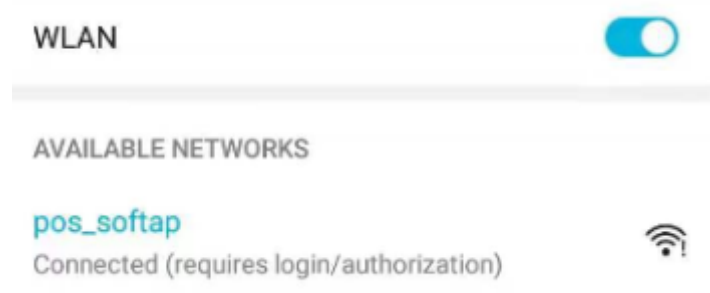 WLAN
AVAILABLE NETWORKS
pos_softap
Connected (requires login/authorization)